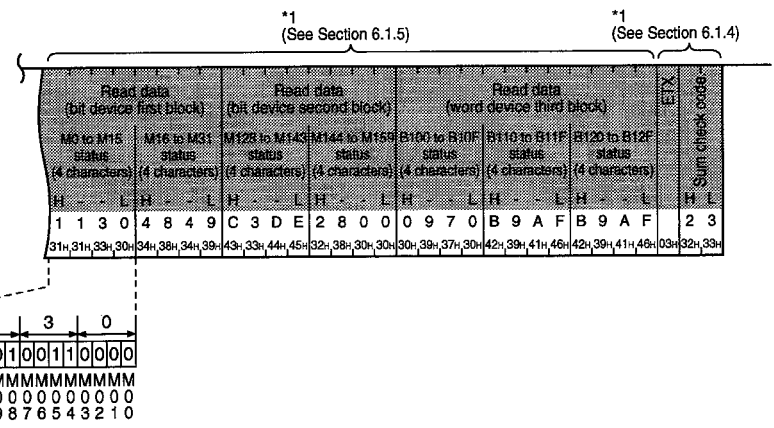 *1
(See Section 6.1.5)
*1
(See Section 6.1.4)
Read data
(bit device first block)
Read data
(bit device second block)
Read data
(word device third block)
ETX
Sum check code
M0 to M15
status
(4 characters)
M16 to M31
status
(4 characters)
M128 to M143
status
(4 characters)
M144 to M159
status
(4 characters)
B100 to B10F
status
(4 characters)
B110 to B11F
status
(4 characters)
B120 to B12F
status
(4 characters)
H - - L H - - L H - - L H - - L H - - L H - - L H - - L H L
1 1 3 0 4 8 4 9 C 3 D E 2 8 0 0 0 9 7 0 B 9 A F B 9 A F 2 3
31H 31H 33H 30H 34H 38H 34H 39H 43H 33H 44H 45H 32H 38H 30H 30H 30H 39H 37H 30H 42H 39H 41H 46H 42H 39H 41H 46H 03H 32H 33H
3 0
0 1 0 0 1 1 0 0 0 0
M M M M M M M M M M
0 0 0 0 0 0 0 0 0 0
9 8 7 6 5 4 3 2 1 0